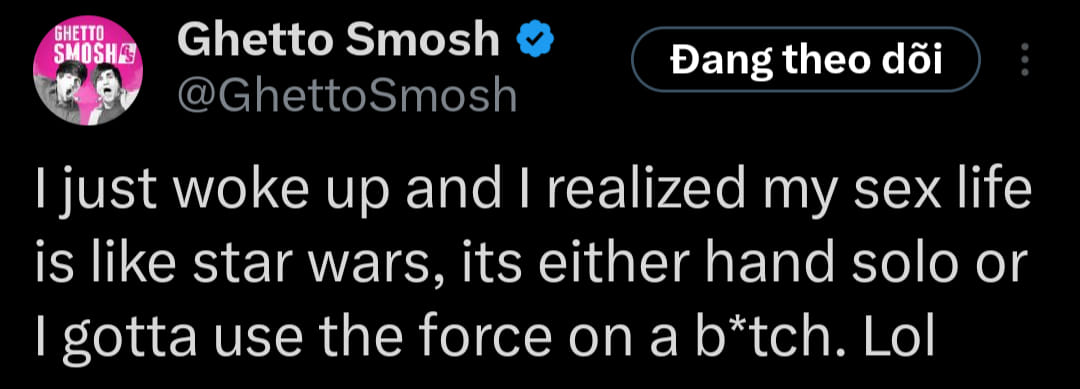 GHETTO
SMOSH
Ghetto Smosh
Đang theo dõi
@GhettoSmosh
I just woke up and I realized my sex life
is like star wars, its either hand solo or
I gotta use the force on a b*tch. Lol